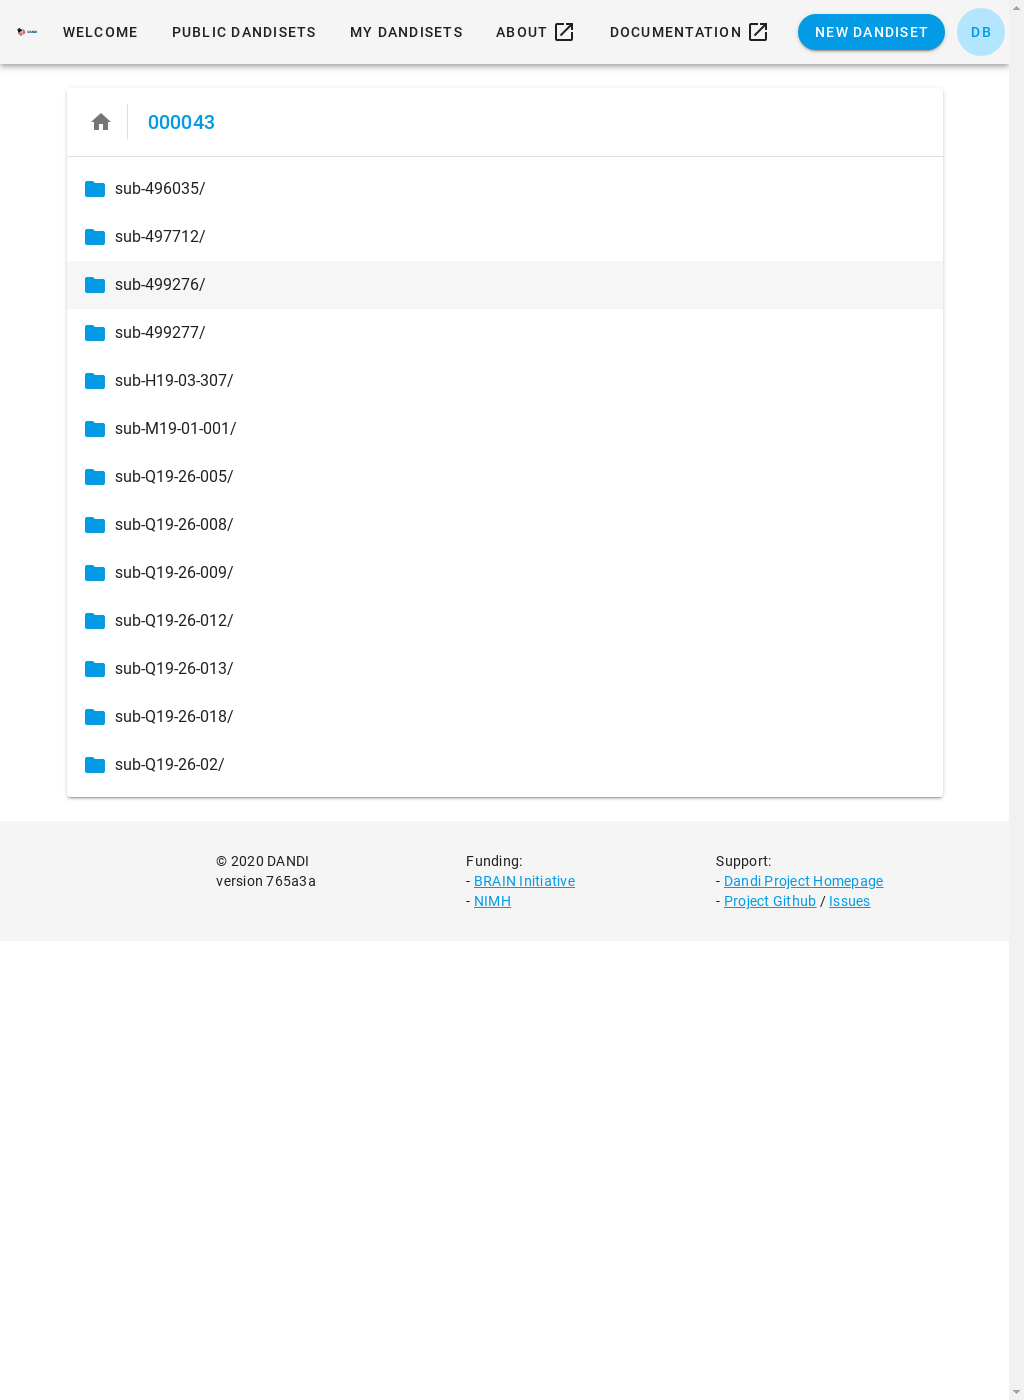 DANDI WELCOME PUBLIC DANDISETS MY DANDISETS ABOUT DOCUMENTATION NEW DANDISET DB
000043
sub-496035/
sub-497712/
sub-499276/
sub-499277/
sub-H19-03-307/
sub-M19-01-001/
sub-Q19-26-005/
sub-Q19-26-008/
sub-Q19-26-009/
sub-Q19-26-012/
sub-Q19-26-013/
sub-Q19-26-018/
sub-Q19-26-02/
© 2020 DANDI
version 765a3a
Funding:
- BRAIN Initiative
- NIMH
Support:
- Dandi Project Homepage
- Project Github / Issues